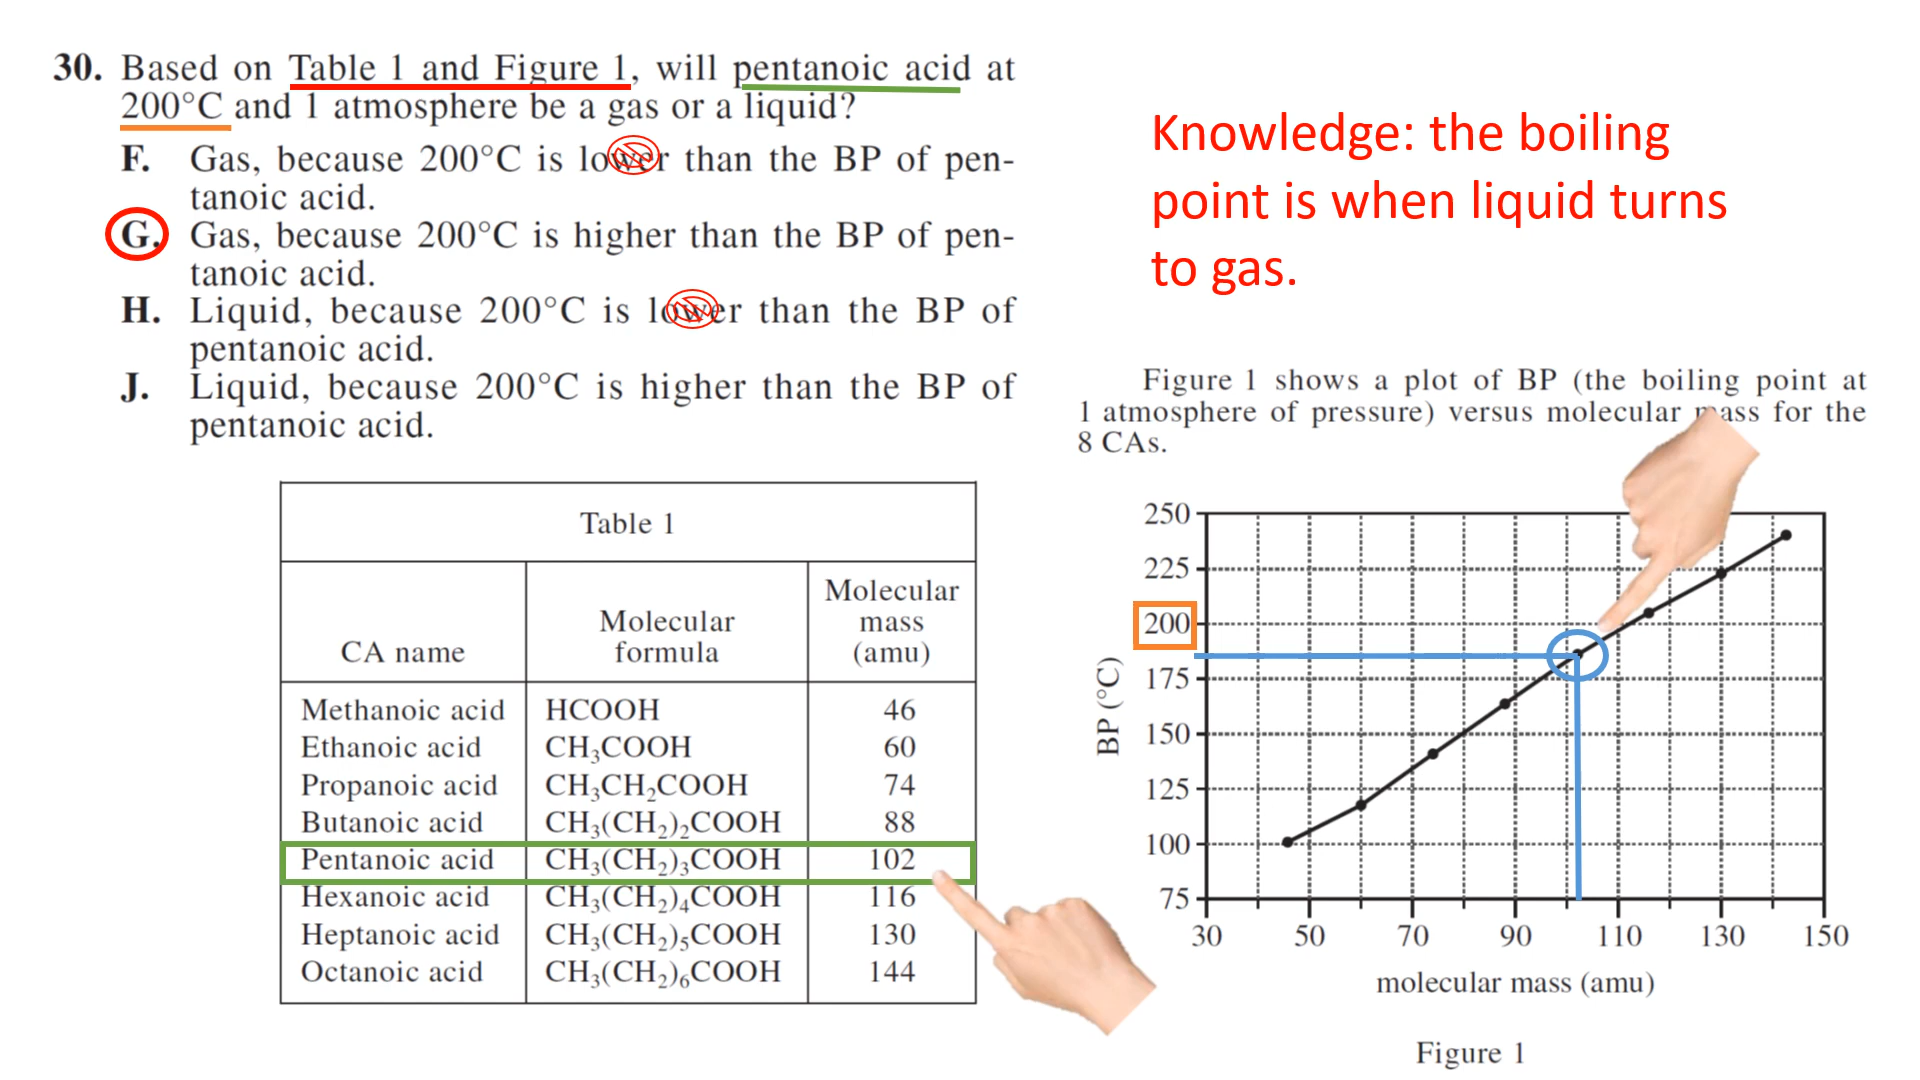 30. Based on Table 1 and Figure 1, will pentanoic acid at
200°C and 1 atmosphere be a gas or a liquid?
F. Gas, because 200°C is lower than the BP of pen-
tanoic acid.
G. Gas, because 200°C is higher than the BP of pen-
tanoic acid.
H. Liquid, because 200°C is lower than the BP of
pentanoic acid.
J. Liquid, because 200°C is higher than the BP of
pentanoic acid.
Knowledge: the boiling
point is when liquid turns
to gas.
Figure 1 shows a plot of BP (the boiling point at
1 atmosphere of pressure) versus molecular mass for the
8 CAs.
Table 1
CA name Molecular formula Molecular mass (amu)
Methanoic acid HCOOH 46
Ethanoic acid CH₃COOH 60
Propanoic acid CH₃CH₂COOH 74
Butanoic acid CH₃(CH₂)₂COOH 88
Pentanoic acid CH₃(CH₂)₃COOH 102
Hexanoic acid CH₃(CH₂)₄COOH 116
Heptanoic acid CH₃(CH₂)₅COOH 130
Octanoic acid CH₃(CH₂)₆COOH 144
BP (°C)
250
225
200
175
150
125
100
75
30 50 70 90 110 130 150
molecular mass (amu)
Figure 1